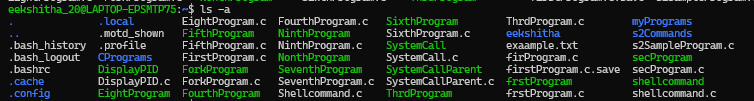 eekshitha_20@LAPTOP-EPSMTP75:~$ ls -a
. .local EightProgram.c FourthProgram.c SixthProgram ThrdProgram.c myPrograms
.. .motd_shown FifthProgram NinthProgram SixthProgram.c eekshitha s2Commands
.bash_history .profile FifthProgram.c NinthProgram.c SystemCall exaample.txt s2SampleProgram.c
.bash_logout CPrograms FirstProgram.c NonthProgram SystemCall.c firProgram.c secProgram
.bashrc DisplayPID ForkProgram SeventhProgram SystemCallParent firstProgram.c.save secProgram.c
.cache DisplayPID.c ForkProgram.c SeventhProgram.c SystemCallParent.c frstProgram shellcommand
.config EightProgram FourthProgram Shellcommand.c ThrdProgram frstProgram.c shellcommand.c